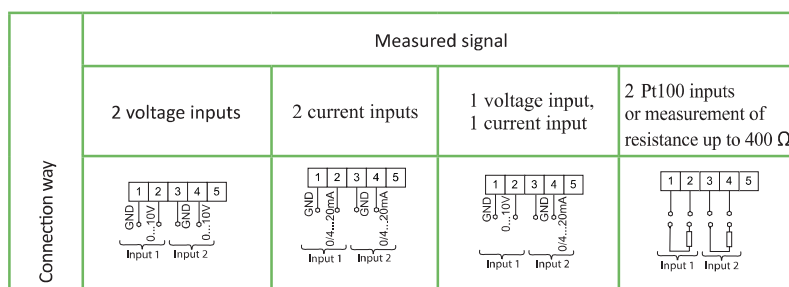 Measured signal
2 voltage inputs
2 current inputs
1 voltage input,
1 current input
2 Pt100 inputs
or measurement of
resistance up to 400 Ω
Connection way
1 2 3 4 5
GND
0...10V
GND
0...10V
Input 1 Input 2
1 2 3 4 5
GND
0/4...20mA
GND
0/4...20mA
Input 1 Input 2
1 2 3 4 5
GND
0...10V
GND
0/4...20mA
Input 1 Input 2
1 2 3 4 5
Input 1 Input 2